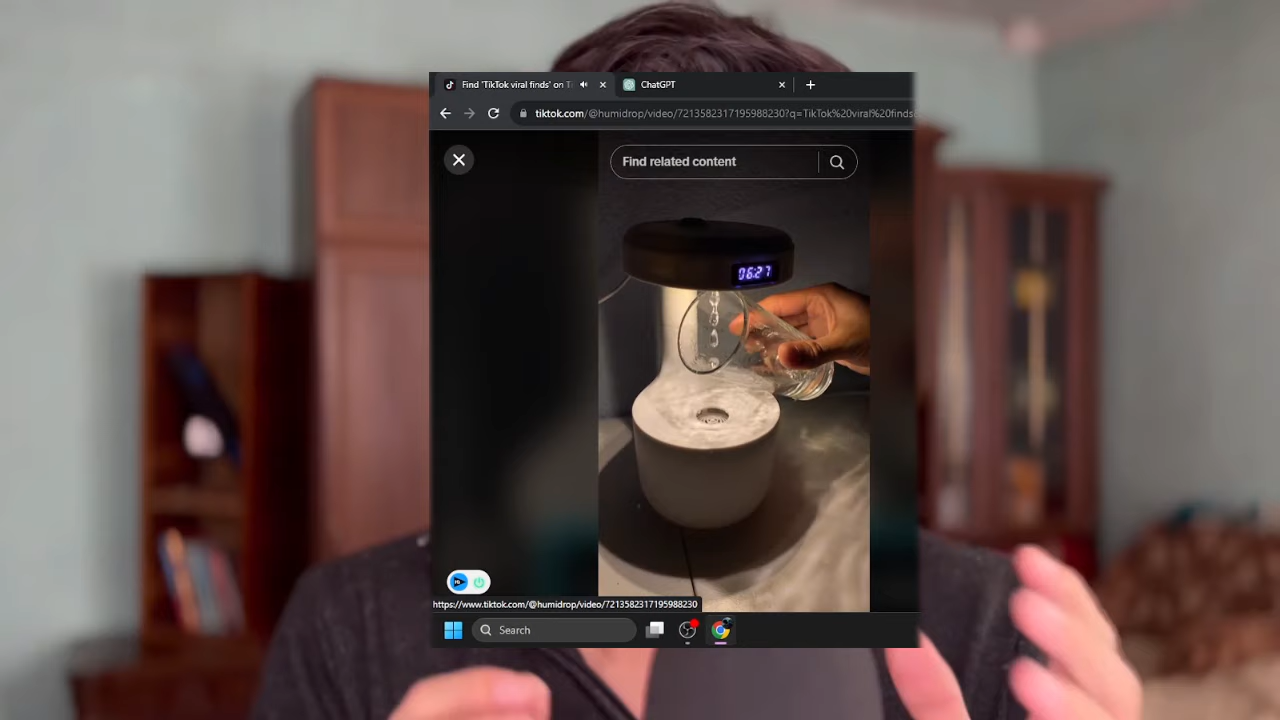 Find 'TikTok viral finds' on T
ChatGPT
tiktok.com/@humidrop/video/7213582317195988230?q=TikTok%20viral%20finds
Find related content
06:27
https://www.tiktok.com/@humidrop/video/7213582317195988230
Search